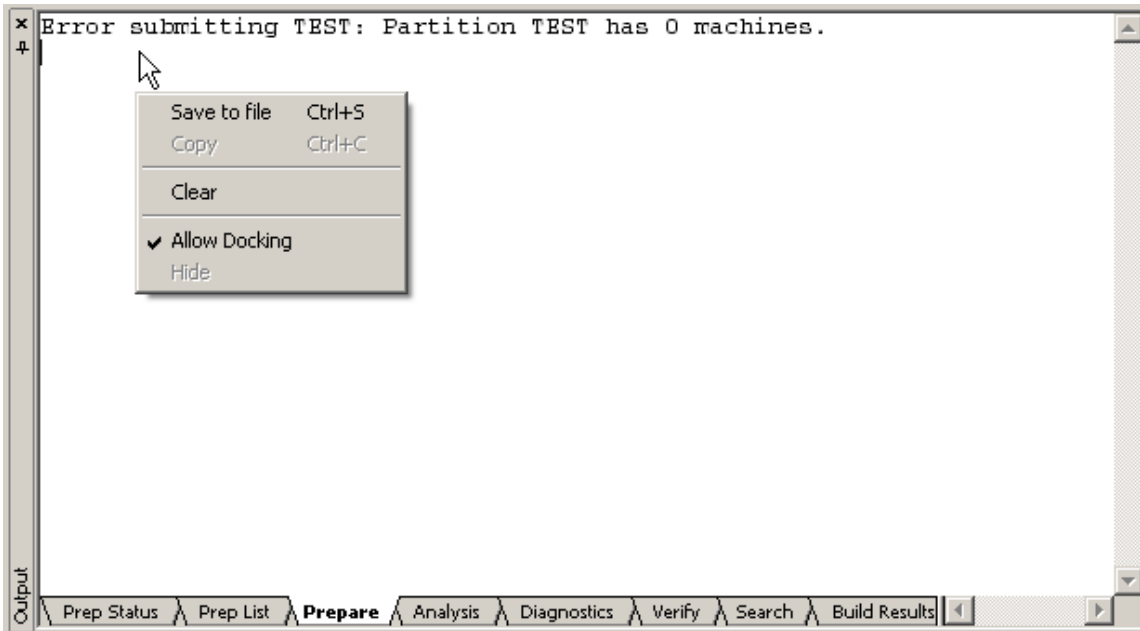 Error submitting TEST: Partition TEST has 0 machines.
Save to file Ctrl+S
Copy Ctrl+C
Clear
Allow Docking
Hide
Output
Prep Status Prep List Prepare Analysis Diagnostics Verify Search Build Results